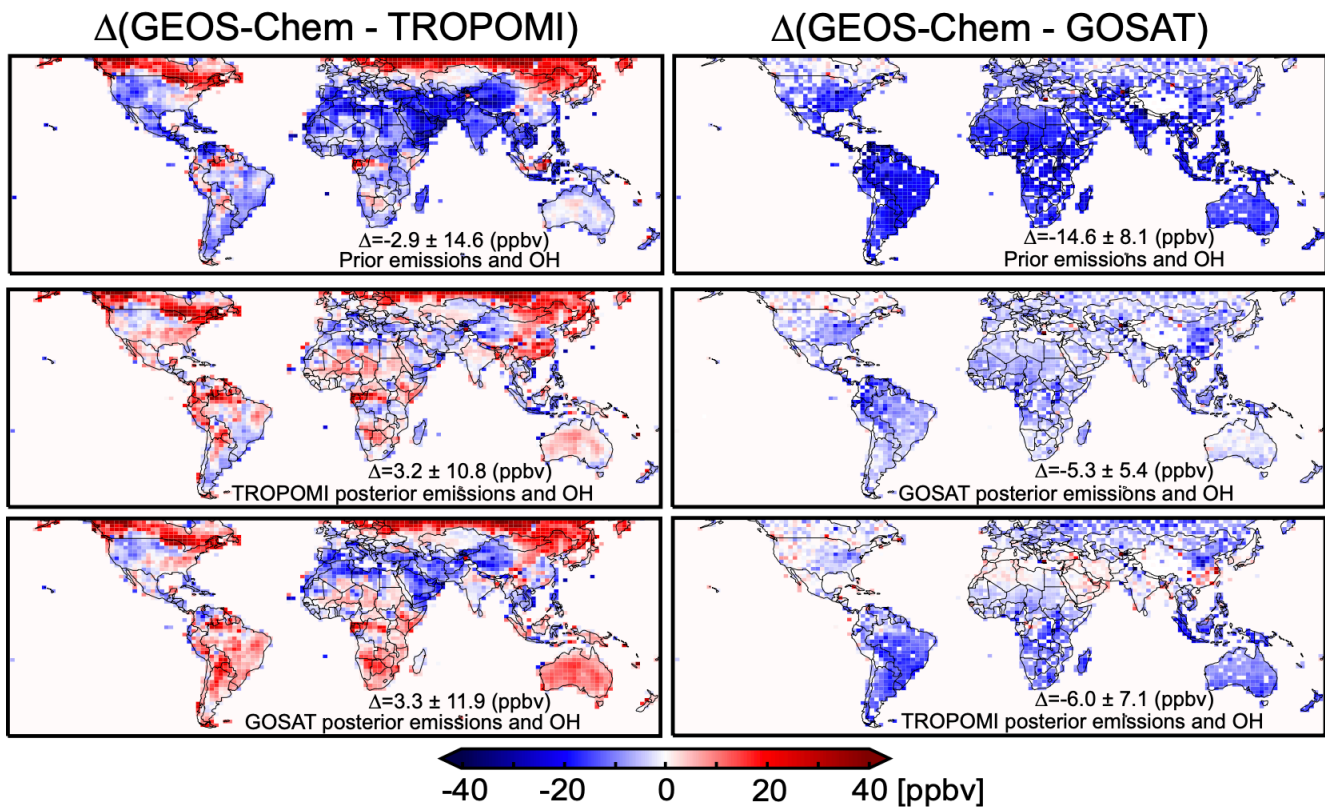 Δ(GEOS-Chem - TROPOMI)
Δ(GEOS-Chem - GOSAT)
Δ=-2.9 ± 14.6 (ppbv)
Prior emissions and OH
Δ=-14.6 ± 8.1 (ppbv)
Prior emissions and OH
Δ=3.2 ± 10.8 (ppbv)
TROPOMI posterior emissions and OH
Δ=-5.3 ± 5.4 (ppbv)
GOSAT posterior emissions and OH
Δ=3.3 ± 11.9 (ppbv)
GOSAT posterior emissions and OH
Δ=-6.0 ± 7.1 (ppbv)
TROPOMI posterior emissions and OH
-40 -20 0 20 40 [ppbv]